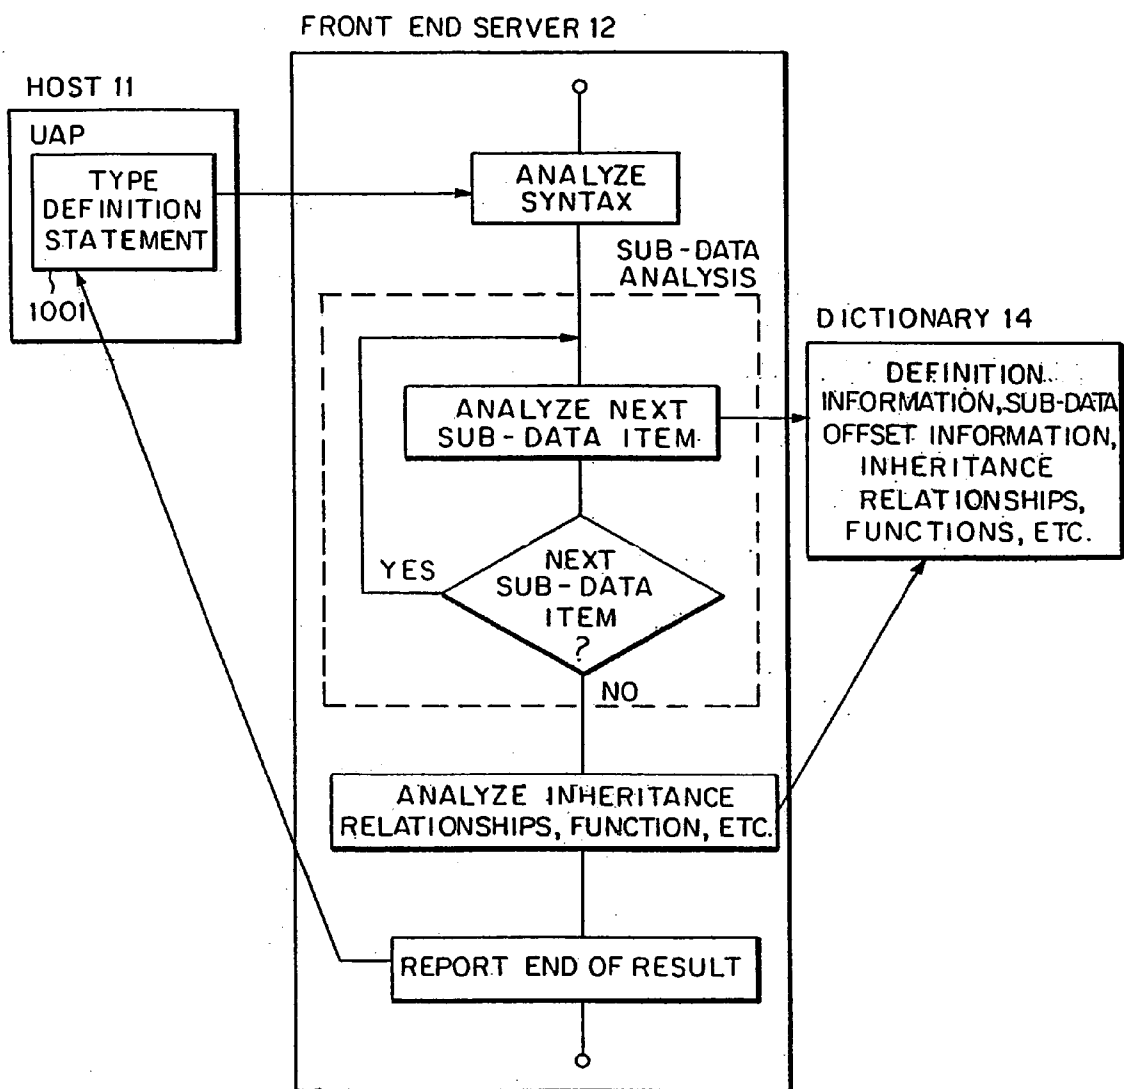 FRONT END SERVER 12
HOST 11
UAP
TYPE
DEFINITION
STATEMENT
1001
ANALYZE
SYNTAX
SUB-DATA
ANALYSIS
ANALYZE NEXT
SUB-DATA ITEM
YES
NEXT
SUB-DATA
ITEM
?
NO
DICTIONARY 14
DEFINITION
INFORMATION, SUB-DATA
OFFSET INFORMATION,
INHERITANCE
RELATIONSHIPS,
FUNCTIONS, ETC.
ANALYZE INHERITANCE
RELATIONSHIPS, FUNCTION, ETC.
REPORT END OF RESULT